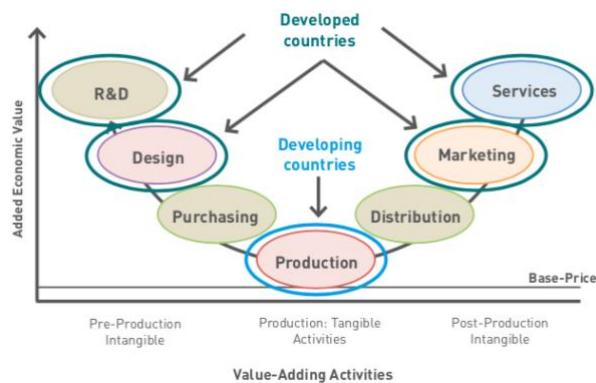 Developed
countries
R&D
Services
Design
Developing
countries
Marketing
Purchasing
Distribution
Production
Added Economic Value
Base-Price
Pre-Production
Intangible
Production: Tangible
Activities
Post-Production
Intangible
Value-Adding Activities